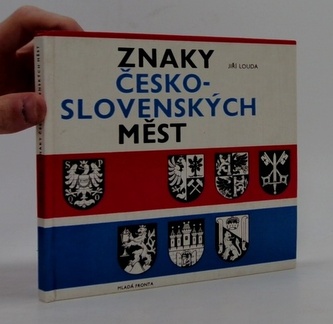 ZNAKY
ČESKO-
SLOVENSKÝCH
MĚST
JIŘÍ LOUDA
S P
O
MLADÁ FRONTA